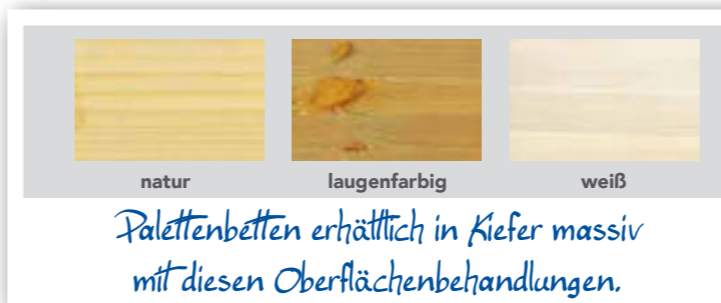 natur laugenfarbig weiß
Palettenbetten erhältlich in Kiefer massiv
mit diesen Oberflächenbehandlungen.